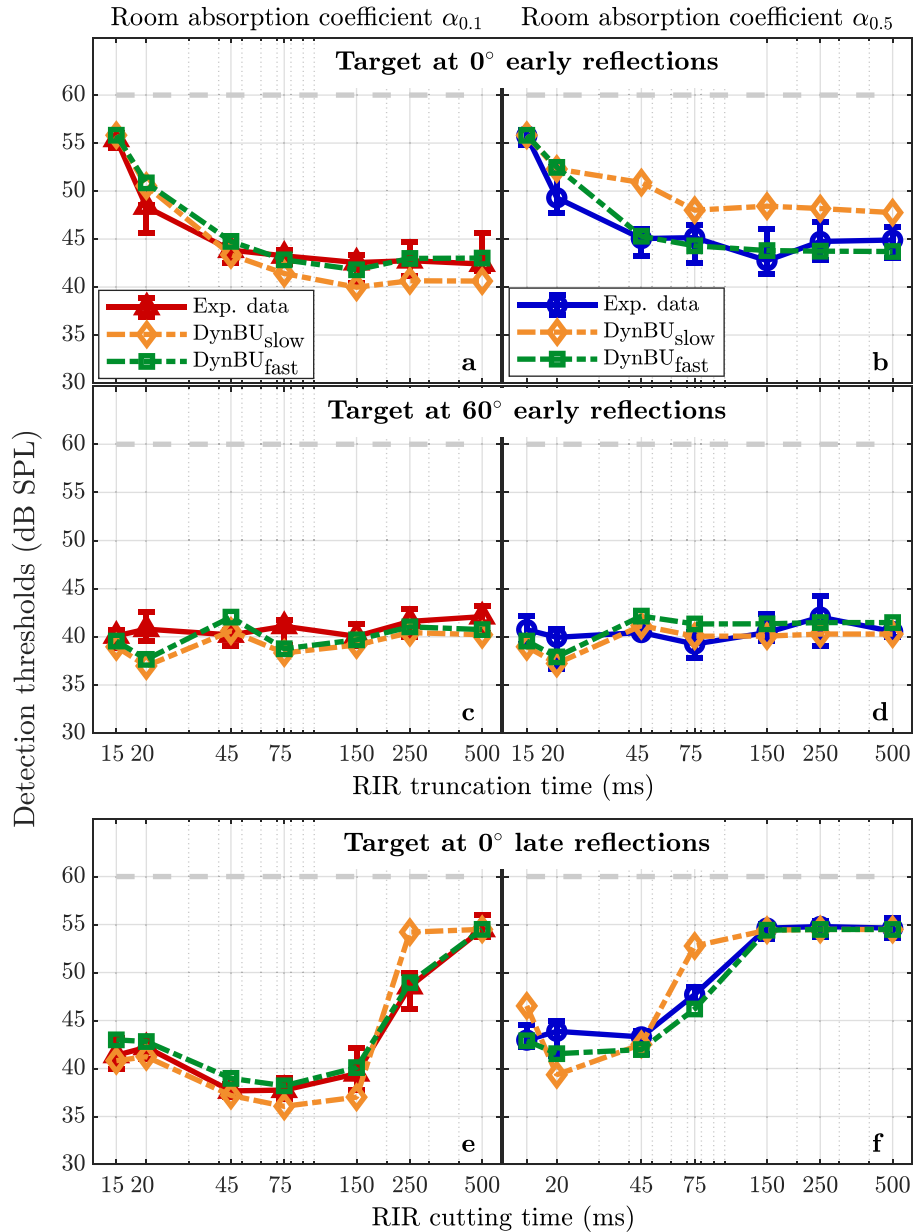 Room absorption coefficient α0.1
Room absorption coefficient α0.5
Target at 0° early reflections
60
55
50
45
40
35
30
Exp. data
DynBUslow
DynBUfast
a
Exp. data
DynBUslow
DynBUfast
b
Target at 60° early reflections
60
55
50
45
40
35
30
c
d
15 20 45 75 150 250 500
15 20 45 75 150 250 500
RIR truncation time (ms)
Detection thresholds (dB SPL)
Target at 0° late reflections
60
55
50
45
40
35
30
e
f
15 20 45 75 150 250 500
20 45 75 150 250 500
RIR cutting time (ms)